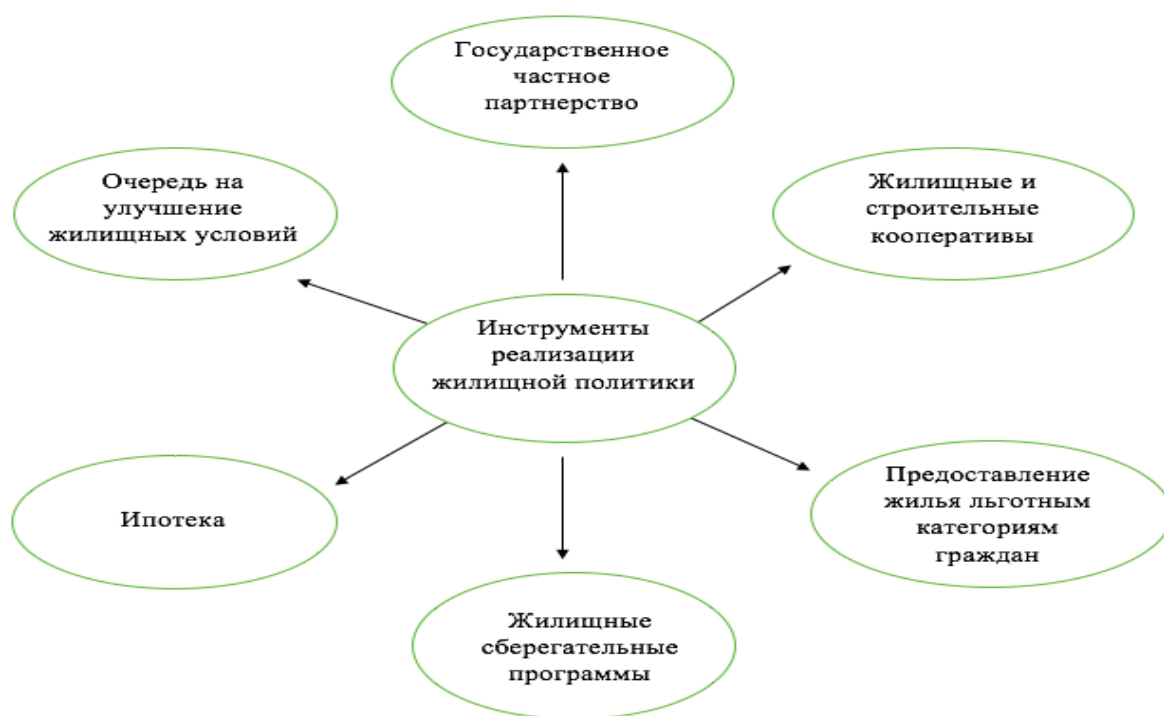 Государственное
частное
партнерство
Очередь на
улучшение
жилищных условий
Жилищные и
строительные
кооперативы
Инструменты
реализации
жилищной политики
Ипотека
Предоставление
жилья льготным
категориям
граждан
Жилищные
сберегательные
программы